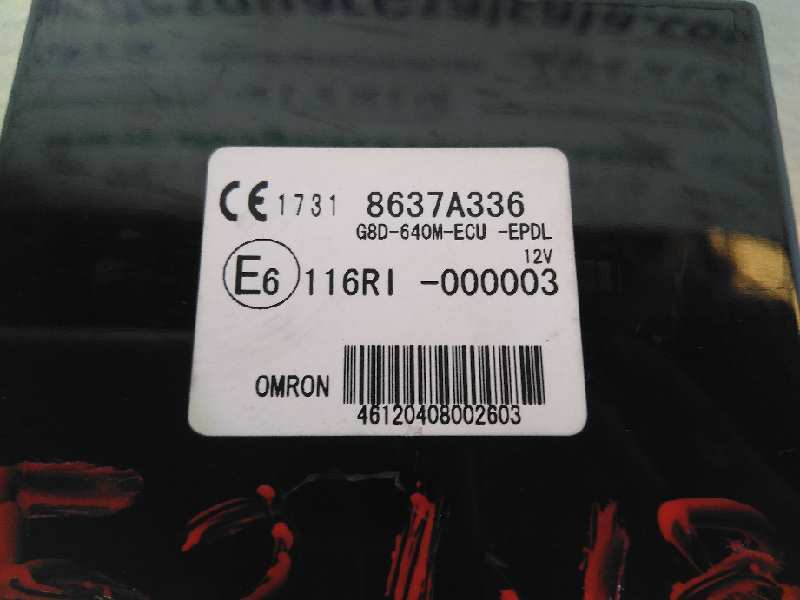 CE 1731 8637A336
G8D-640M-ECU -EPDL
12V
E6 116RI -000003
OMRON
46120408002603